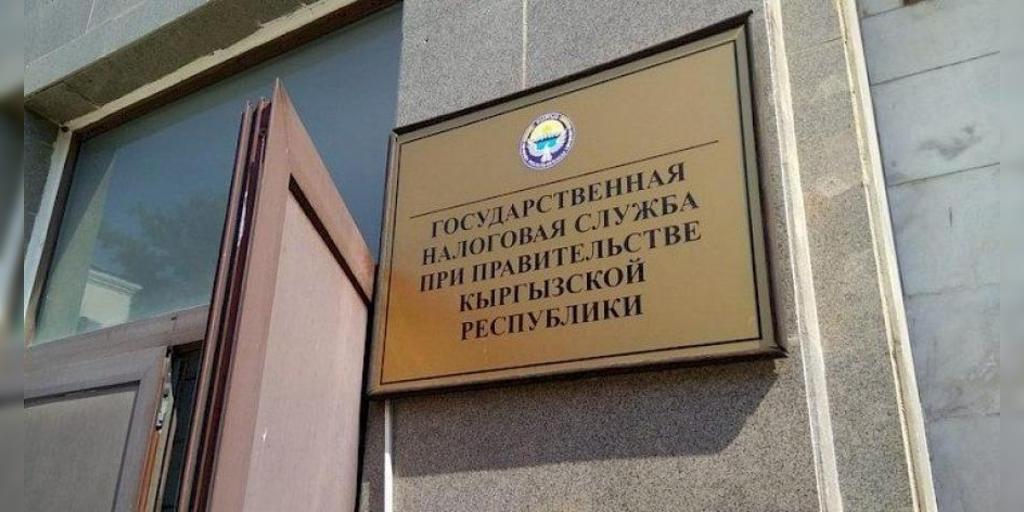 ГОСУДАРСТВЕННАЯ
НАЛОГОВАЯ СЛУЖБА
ПРИ ПРАВИТЕЛЬСТВЕ
КЫРГЫЗСКОЙ
РЕСПУБЛИКИ